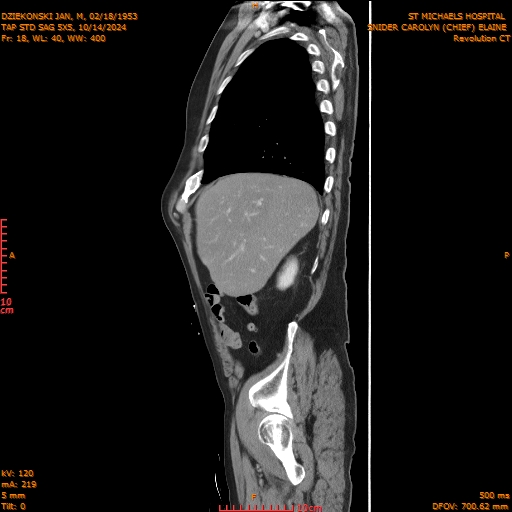 DZIEKONSKI JAN, M, 02/18/1953
TAP STD SAG 5X5, 10/14/2024
Fr: 18, WL: 40, WW: 400
ST MICHAELS HOSPITAL
SNIDER CAROLYN (CHIEF) ELAINE
Revolution CT
H
A
P
10
cm
kV: 120
mA: 219
5 mm
Tilt: 0
F
10 cm
500 ms
DFOV: 700.62 mm